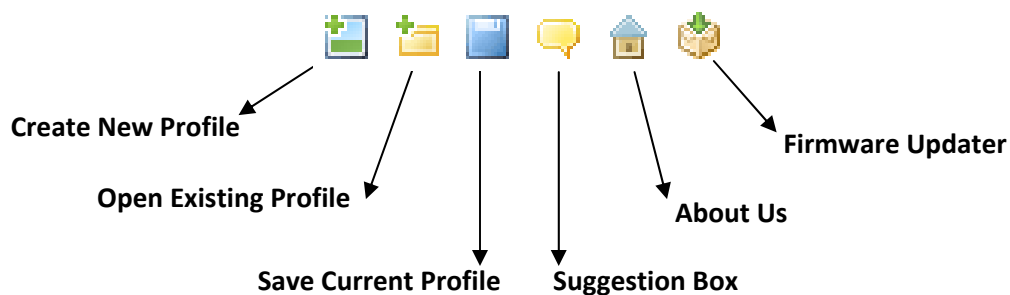 Create New Profile
Firmware Updater
Open Existing Profile
About Us
Save Current Profile
Suggestion Box